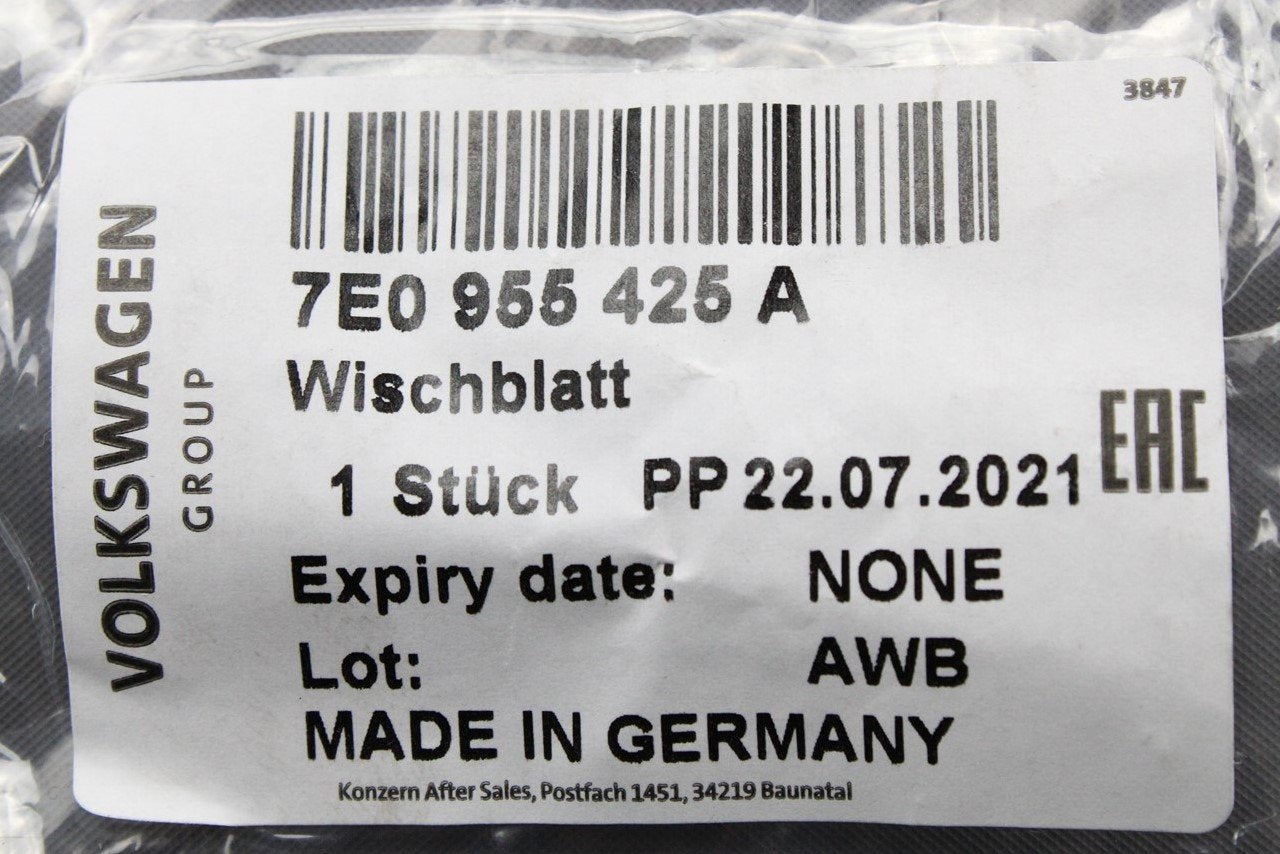 3847
VOLKSWAGEN
GROUP
7E0 955 425 A
Wischblatt
1 Stück PP 22.07.2021
EAC
Expiry date: NONE
Lot: AWB
MADE IN GERMANY
Konzern After Sales, Postfach 1451, 34219 Baunatal